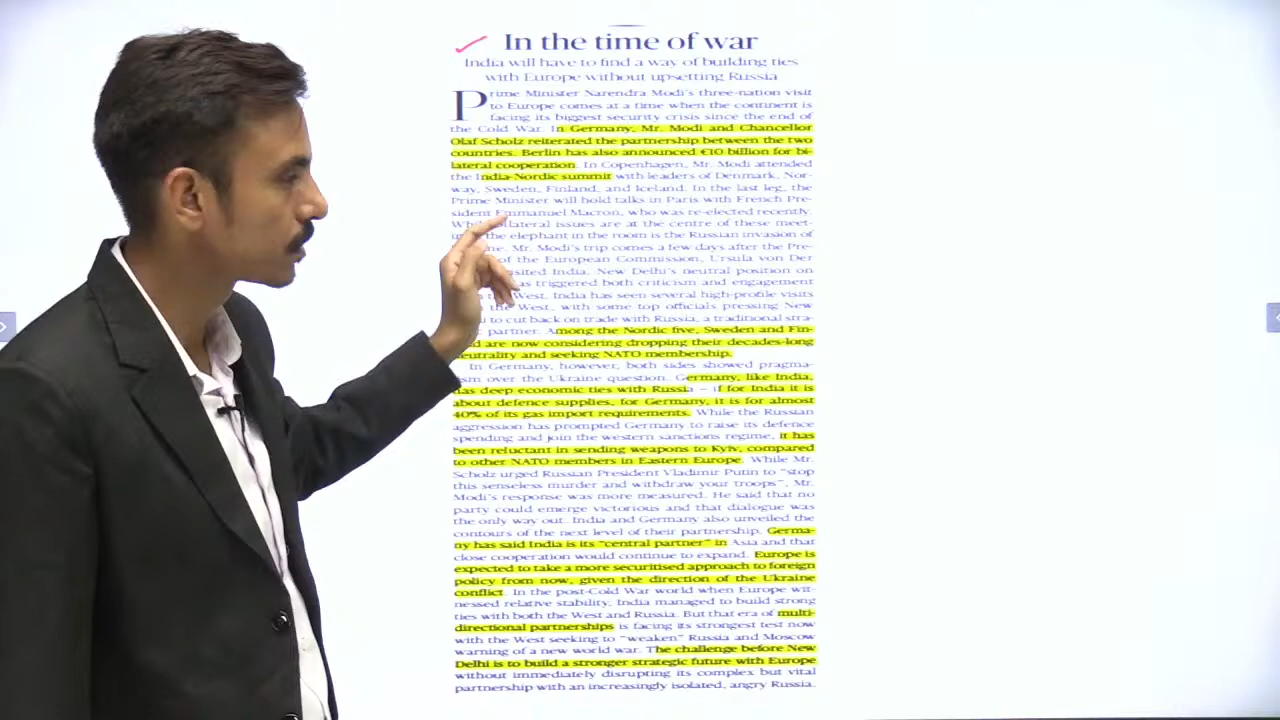 In the time of war
India will have to find a way of building ties
with Europe without upsetting Russia
Prime Minister Narendra Modi's three-nation visit
to Europe comes at a time when the continent is
facing its biggest security crisis since the end of
the Cold War. In Germany, Mr. Modi and Chancellor
Olaf Scholz reiterated the partnership between the two
countries. Berlin has also announced €10 billion for bi-
lateral cooperation. In Copenhagen, Mr. Modi attended
the India-Nordic summit with leaders of Denmark, Nor-
way, Sweden, Finland, and Iceland. In the last leg, the
Prime Minister will hold talks in Paris with French Pre-
sident Emmanuel Macron, who was re-elected recently.
While bilateral issues are at the centre of these meet-
the elephant in the room is the Russian invasion of
Mr. Modi's trip comes a few days after the Pre-
of the European Commission, Ursula von Der
visited India. New Delhi's neutral position on
has triggered both criticism and engagement
the West. India has seen several high-profile visits
the West, with some top officials pressing New
to cut back on trade with Russia, a traditional stra-
partner. Among the Nordic five, Sweden and Fin-
are now considering dropping their decades-long
neutrality and seeking NATO membership.
In Germany, however, both sides showed pragma-
tism over the Ukraine question. Germany, like India,
has deep economic ties with Russia – if for India it is
about defence supplies, for Germany, it is for almost
40% of its gas import requirements. While the Russian
aggression has prompted Germany to raise its defence
spending and join the western sanctions regime, it has
been reluctant in sending weapons to Kyiv, compared
to other NATO members in Eastern Europe. While Mr.
Scholz urged Russian President Vladimir Putin to "stop
this senseless murder and withdraw your troops", Mr.
Modi's response was more measured. He said that no
party could emerge victorious and that dialogue was
the only way out. India and Germany also unveiled the
contours of the next level of their partnership. Germa-
ny has said India is its "central partner" in Asia and that
close cooperation would continue to expand. Europe is
expected to take a more securitised approach to foreign
policy from now, given the direction of the Ukraine
conflict. In the post-Cold War world when Europe wit-
nessed relative stability, India managed to build strong
ties with both the West and Russia. But that era of multi-
directional partnerships is facing its strongest test now
with the West seeking to "weaken" Russia and Moscow
warning of a new world war. The challenge before New
Delhi is to build a stronger strategic future with Europe
without immediately disrupting its complex but vital
partnership with an increasingly isolated, angry Russia.